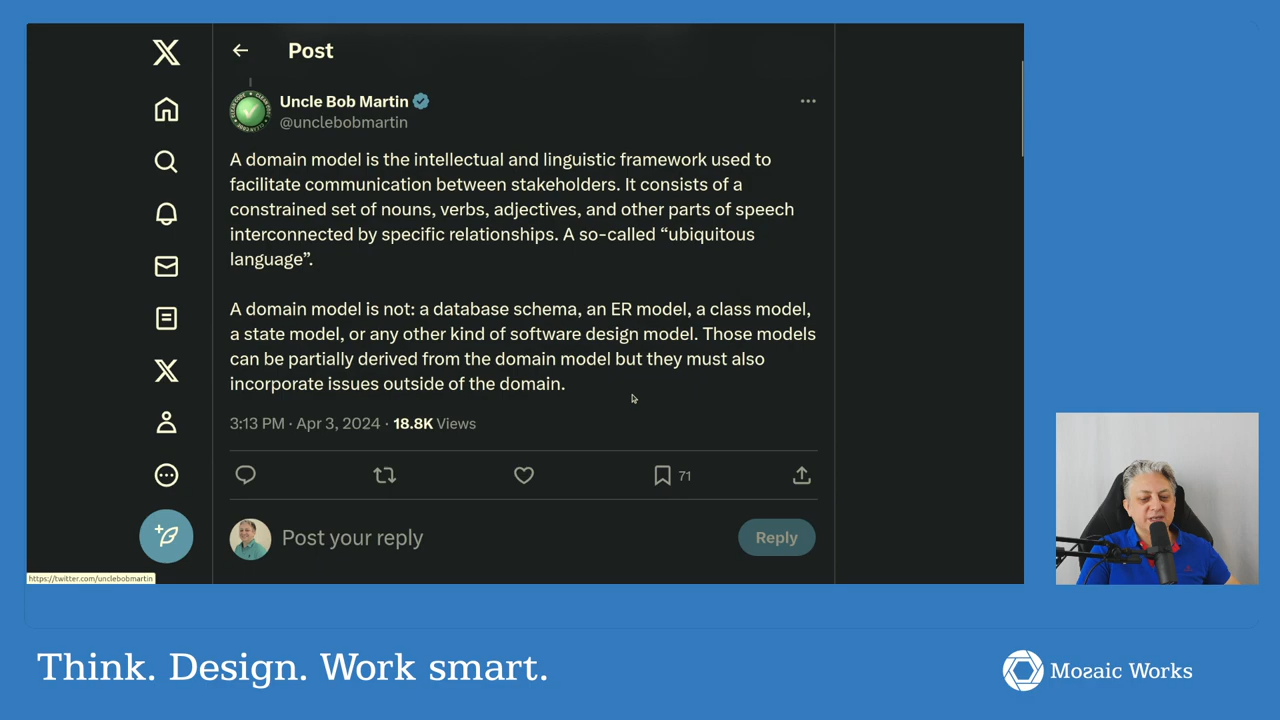 Post
Uncle Bob Martin
@unclebobmartin
A domain model is the intellectual and linguistic framework used to
facilitate communication between stakeholders. It consists of a
constrained set of nouns, verbs, adjectives, and other parts of speech
interconnected by specific relationships. A so-called “ubiquitous
language”.
A domain model is not: a database schema, an ER model, a class model,
a state model, or any other kind of software design model. Those models
can be partially derived from the domain model but they must also
incorporate issues outside of the domain.
3:13 PM · Apr 3, 2024 · 18.8K Views
71
Post your reply
Reply
https://twitter.com/unclebobmartin
Think. Design. Work smart.
Mozaic Works